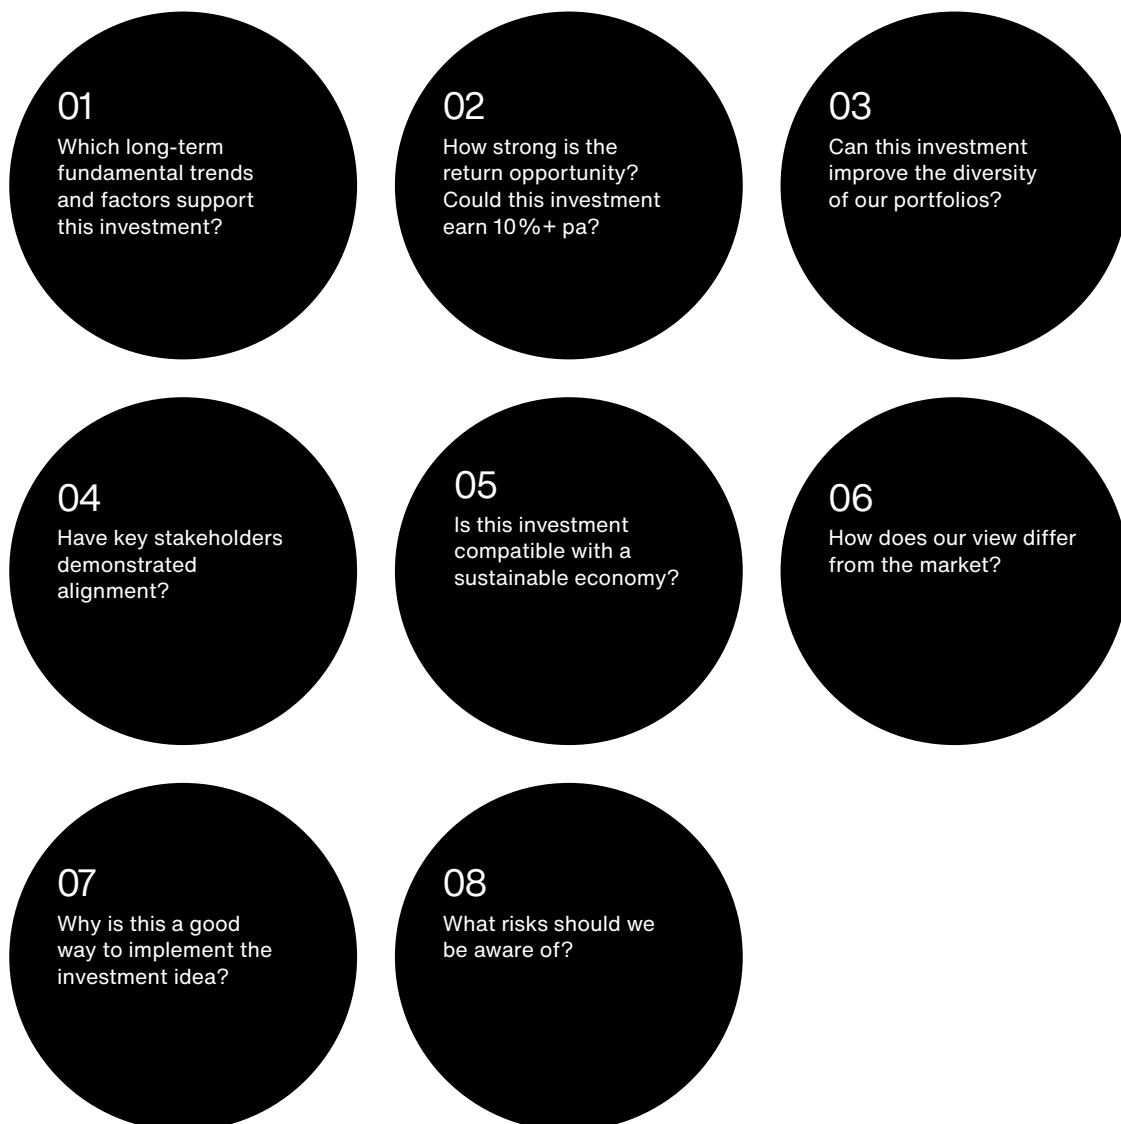 01
Which long-term
fundamental trends
and factors support
this investment?
02
How strong is the
return opportunity?
Could this investment
earn 10%+ pa?
03
Can this investment
improve the diversity
of our portfolios?
04
Have key stakeholders
demonstrated
alignment?
05
Is this investment
compatible with a
sustainable economy?
06
How does our view differ
from the market?
07
Why is this a good
way to implement the
investment idea?
08
What risks should we
be aware of?